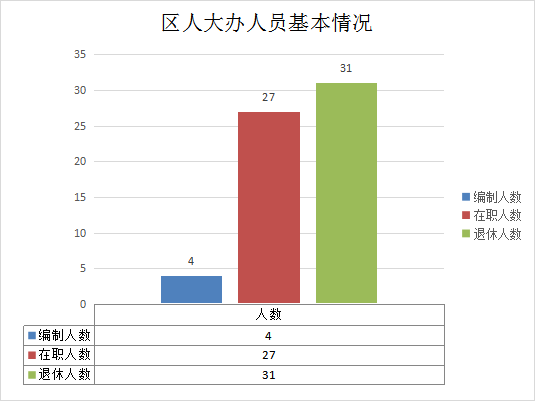 区人大办人员基本情况
35
30
25
20
15
10
5
0
4
27
31
编制人数
在职人数
退休人数
人数
编制人数 4
在职人数 27
退休人数 31